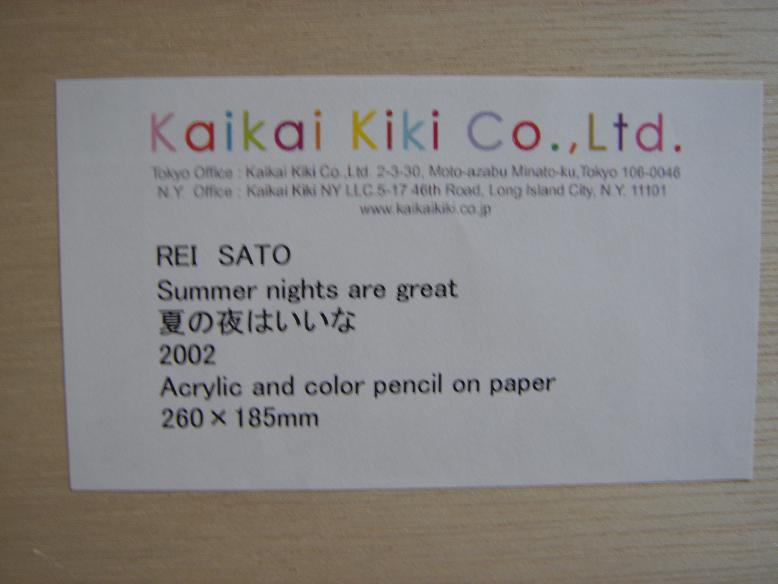 Kaikai Kiki Co.,Ltd.
Tokyo Office : Kaikai Kiki Co.,Ltd. 2-3-30, Moto-azabu Minato-ku,Tokyo 106-0046
N.Y. Office : Kaikai Kiki NY LLC.5-17 46th Road, Long Island City, N.Y. 11101
www.kaikaikiki.co.jp
REI SATO
Summer nights are great
夏の夜はいいな
2002
Acrylic and color pencil on paper
260×185mm